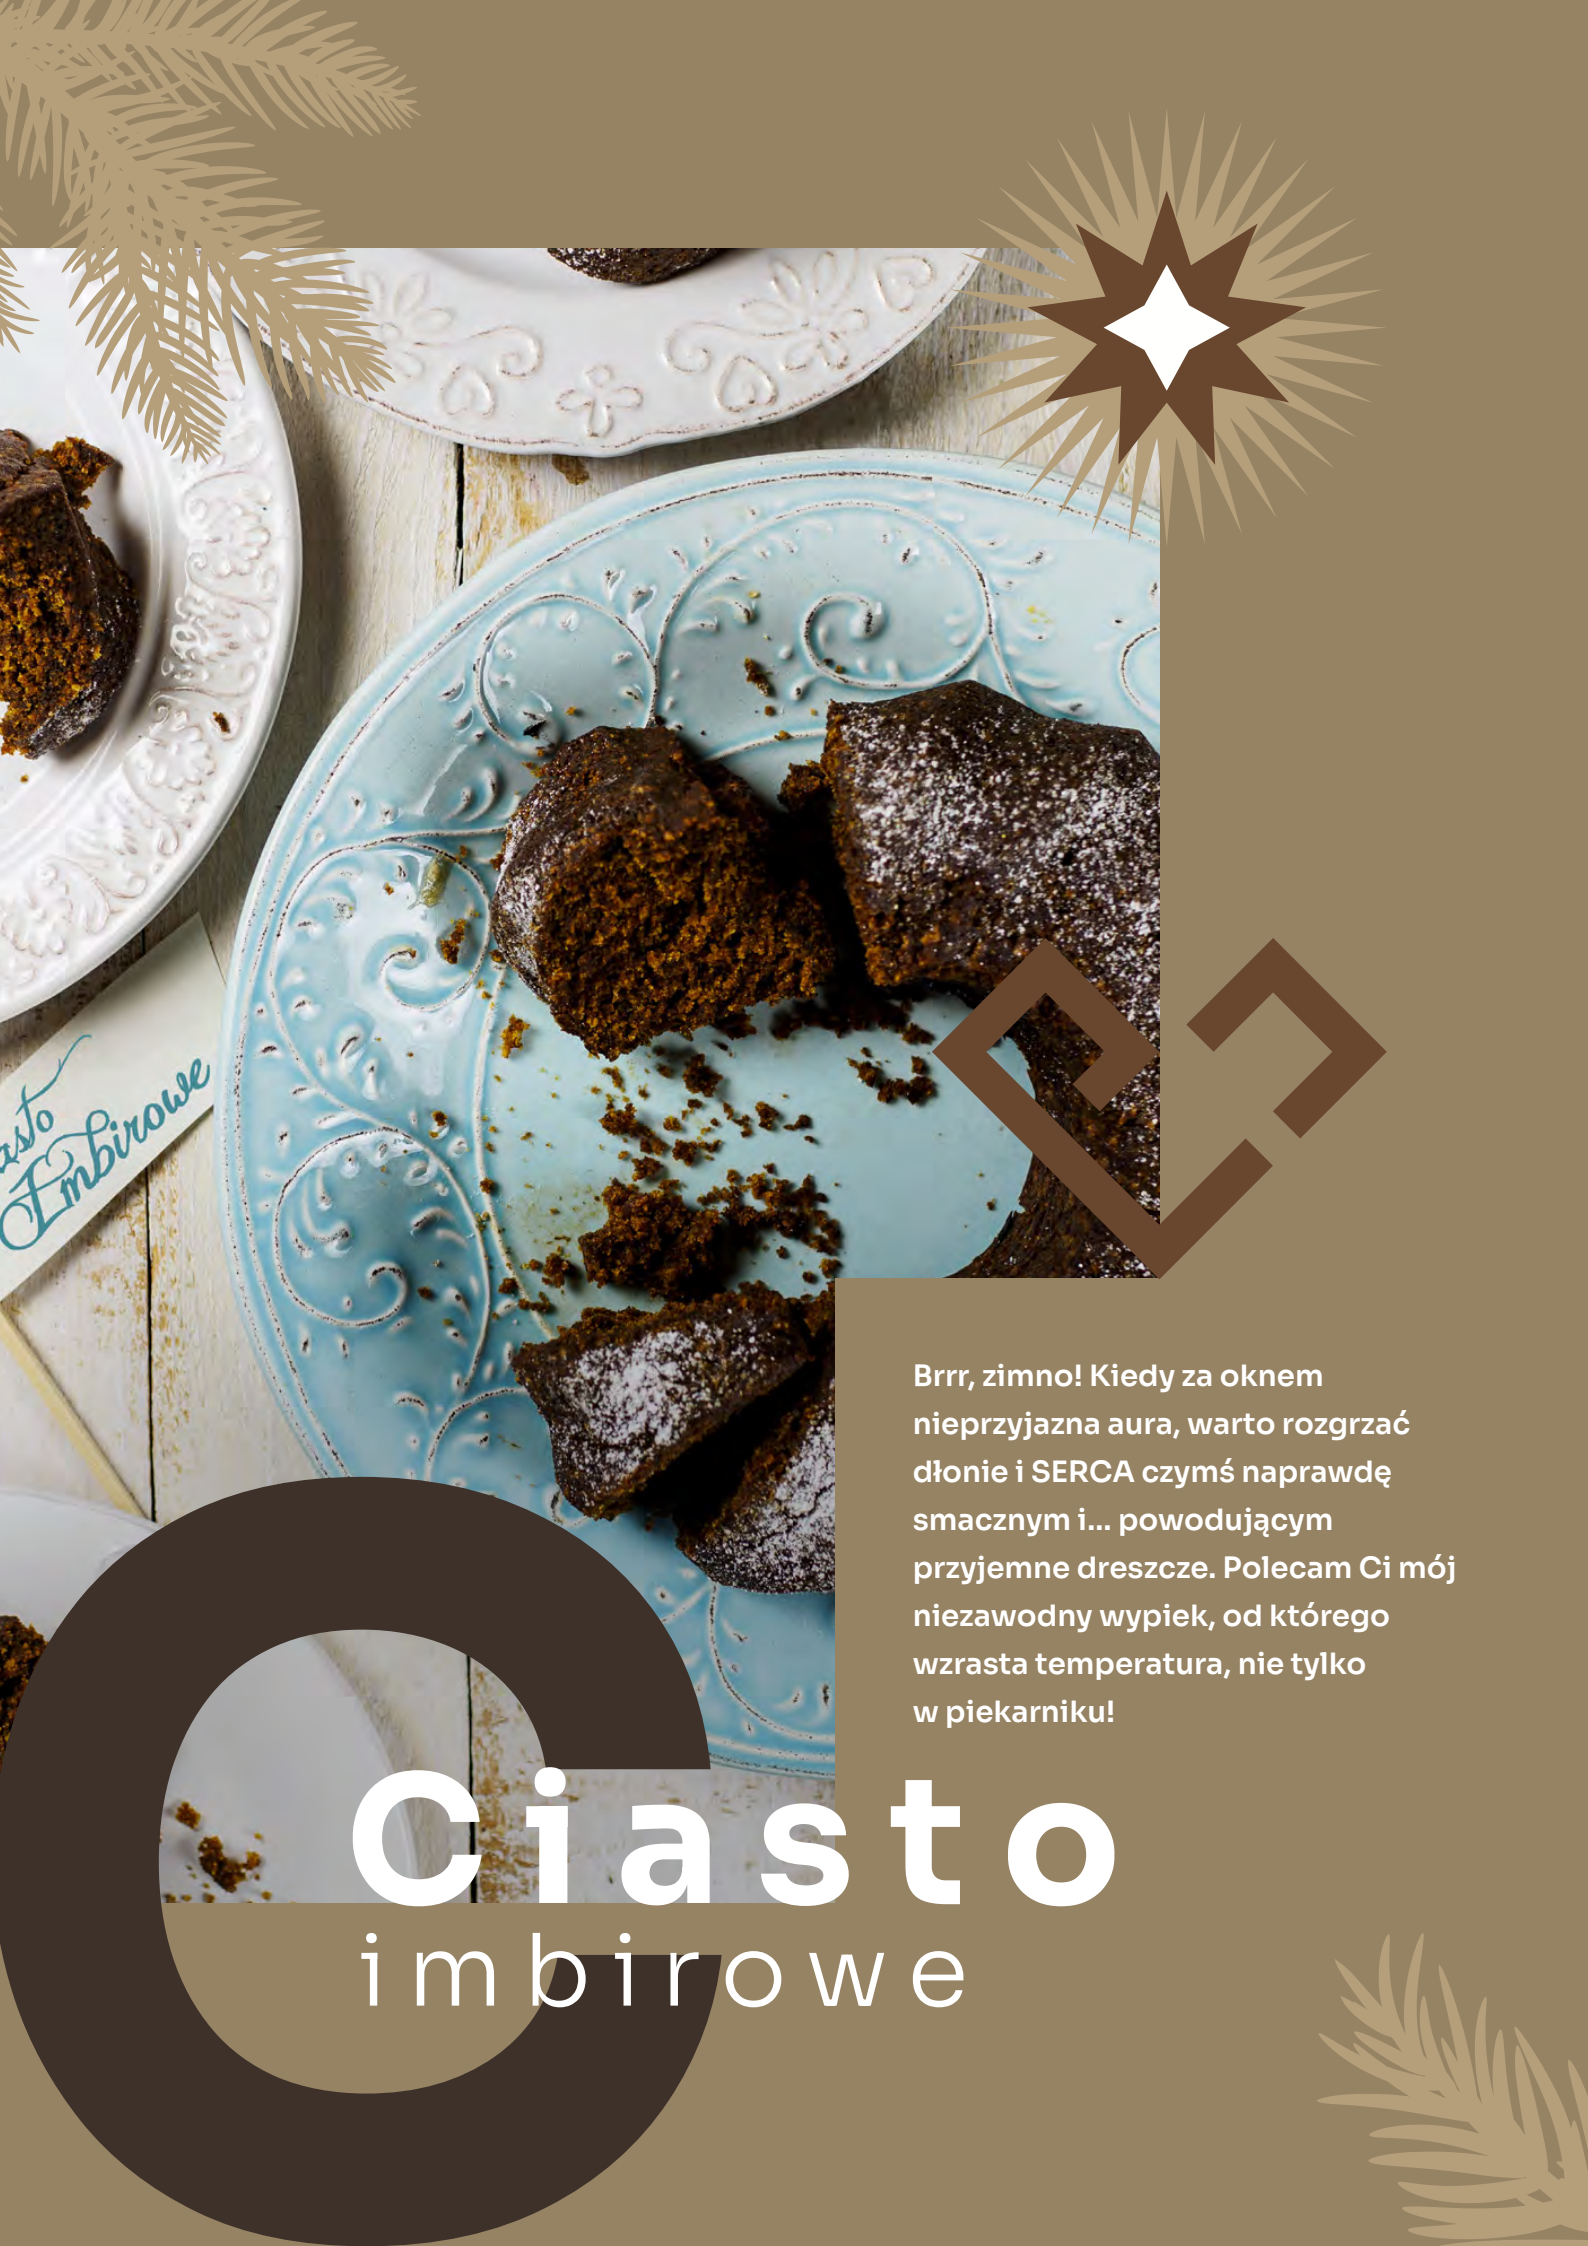 Embirowe
Brrr, zimno! Kiedy za oknem
nieprzyjazna aura, warto rozgrzać
dłonie i SERCA czymś naprawdę
smacznym i... powodującym
przyjemne dreszcze. Polecam Ci mój
niezawodny wypiek, od którego
wzrasta temperatura, nie tylko
w piekarniku!
C
Ciasto
imbirowe